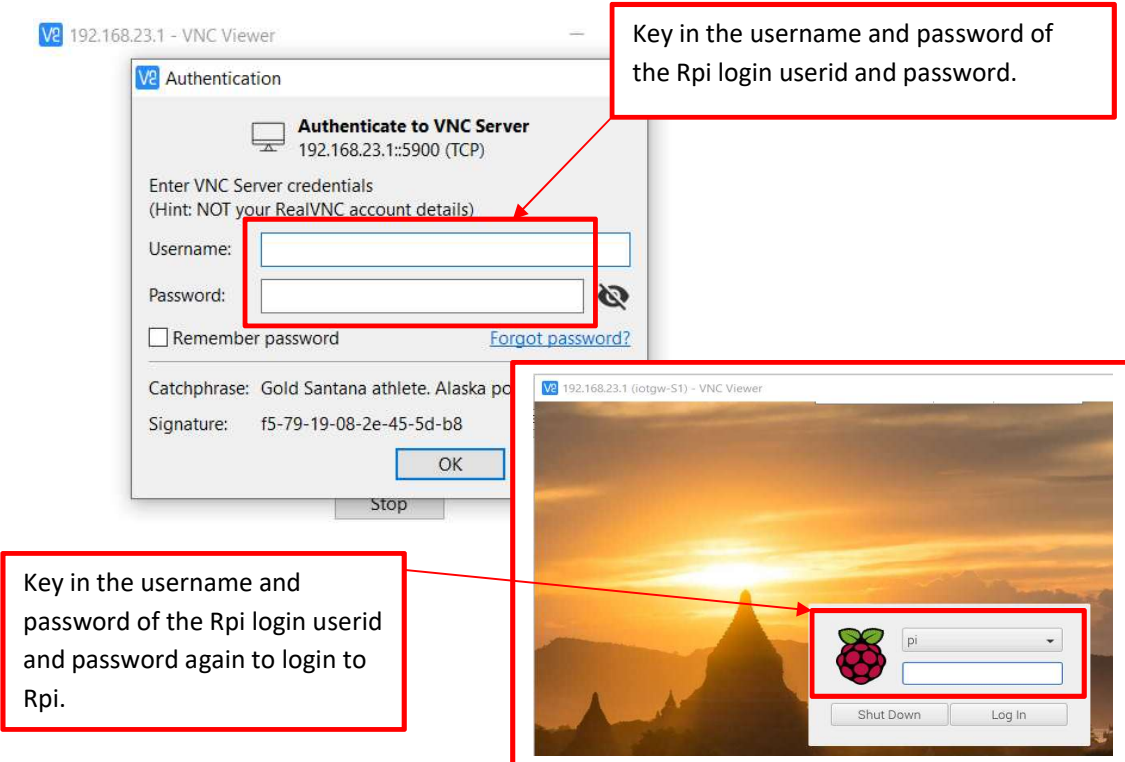 192.168.23.1 - VNC Viewer
Key in the username and password of
the Rpi login userid and password.
Authentication
Authenticate to VNC Server
192.168.23.1::5900 (TCP)
Enter VNC Server credentials
(Hint: NOT your RealVNC account details)
Username:
Password:
Remember password
Forgot password?
Catchphrase: Gold Santana athlete. Alaska
Signature: f5-79-19-08-2e-45-5d-b8
OK
Stop
192.168.23.1 (iotgw-S1) - VNC Viewer
Key in the username and
password of the Rpi login userid
and password again to login to
Rpi.
pi
Shut Down
Log In